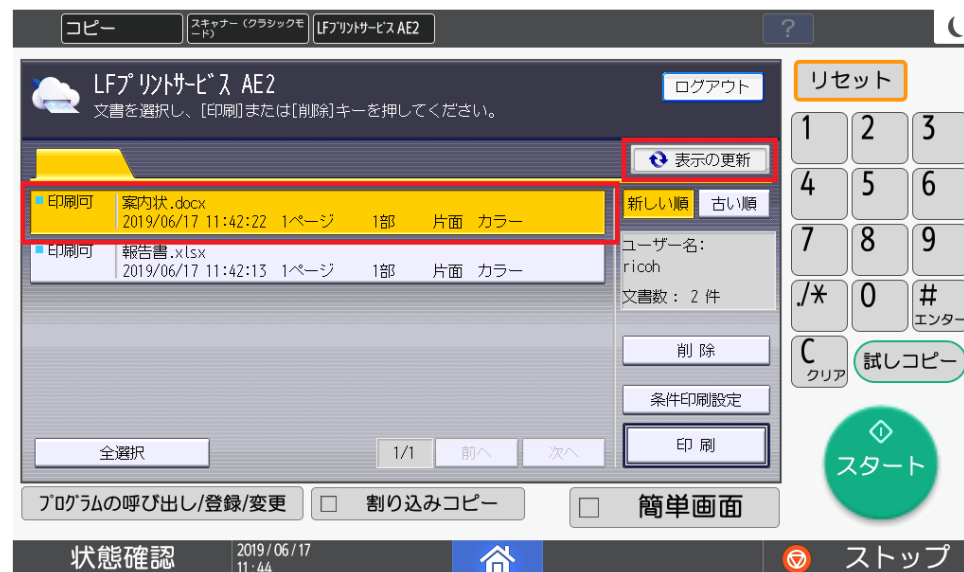 コピー
スキャナー (クラシックモード)
LFプリントサービス AE2
?
LFプリントサービス AE2
文書を選択し、[印刷]または[削除]キーを押してください。
ログアウト
表示の更新
印刷可 案内状.docx
2019/06/17 11:42:22 1ページ 1部 片面 カラー
印刷可 報告書.xlsx
2019/06/17 11:42:13 1ページ 1部 片面 カラー
新しい順 古い順
ユーザー名:
ricoh
文書数: 2 件
削除
条件印刷設定
印刷
全選択 1/1 前へ 次へ
プログラムの呼び出し/登録/変更
割り込みコピー
簡単画面
状態確認
2019/06/17
11:44
リセット
1 2 3
4 5 6
7 8 9
./* 0 #
エンター
C
クリア
試しコピー
スタート
ストップ